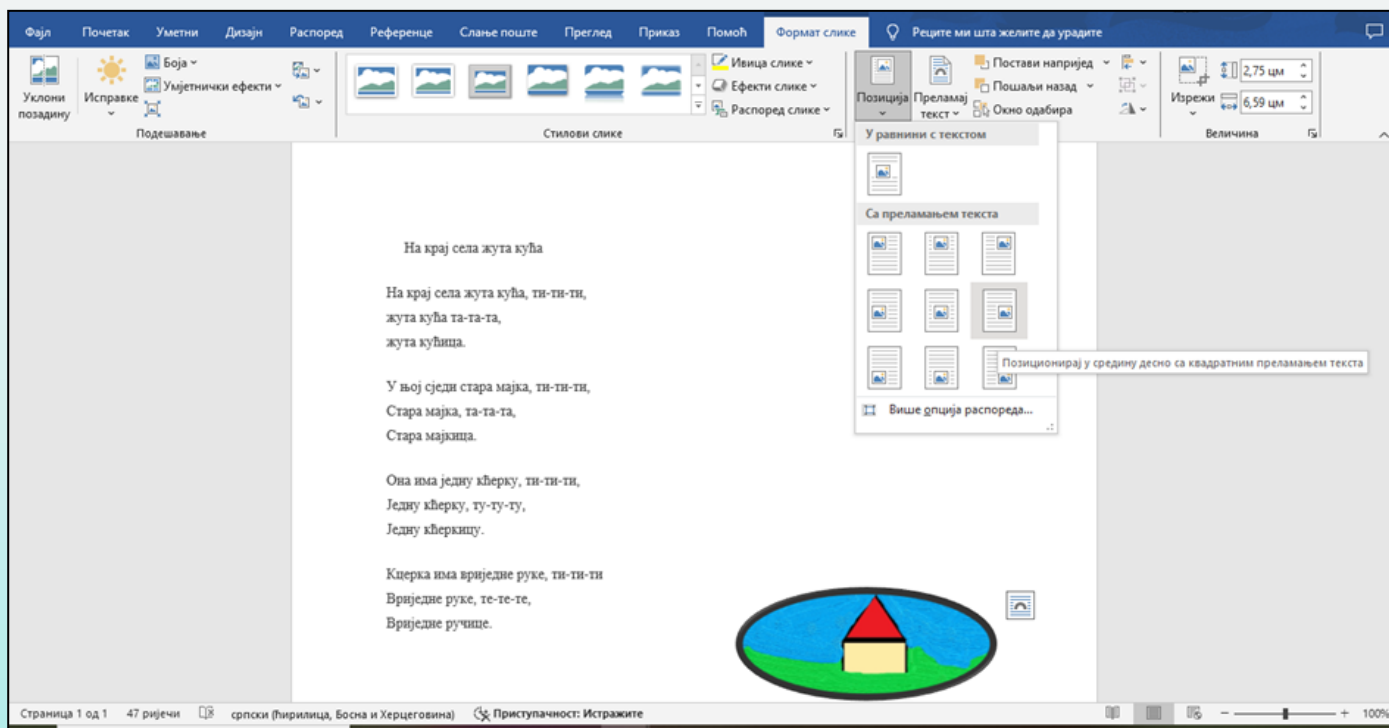 Фајл Почетак Уметни Дизајн Распоред Референце Слање поште Преглед Приказ Помоћ Формат слике Реците ми шта желите да урадите
Уклони позадину
Исправке
Боја
Умјетнички ефекти
Подешавање
Стилови слике
Ивица слике
Ефекти слике
Распоред слике
Позиција
Преламај текст
Постави напријед
Пошаљи назад
Окно одабира
Изрежи
2,75 цм
6,59 цм
Величина
У равнини с текстом
Са преламањем текста
Позиционирај у средину десно са квадратним преламањем текста
Више опција распореда...
На крај села жута кућа
На крај села жута кућа, ти-ти-ти,
жута кућа та-та-та,
жута кућица.
У њој сједи стара мајка, ти-ти-ти,
Стара мајка, та-та-та,
Стара мајкица.
Она има једну кћерку, ти-ти-ти,
Једну кћерку, ту-ту-ту,
Једну кћеркицу.
Кцерка има вриједне руке, ти-ти-ти
Вриједне руке, те-те-те,
Вриједне ручице.
Страница 1 од 1 47 ријечи српски (ћирилица, Босна и Херцеговина) Приступачност: Истражите 100%